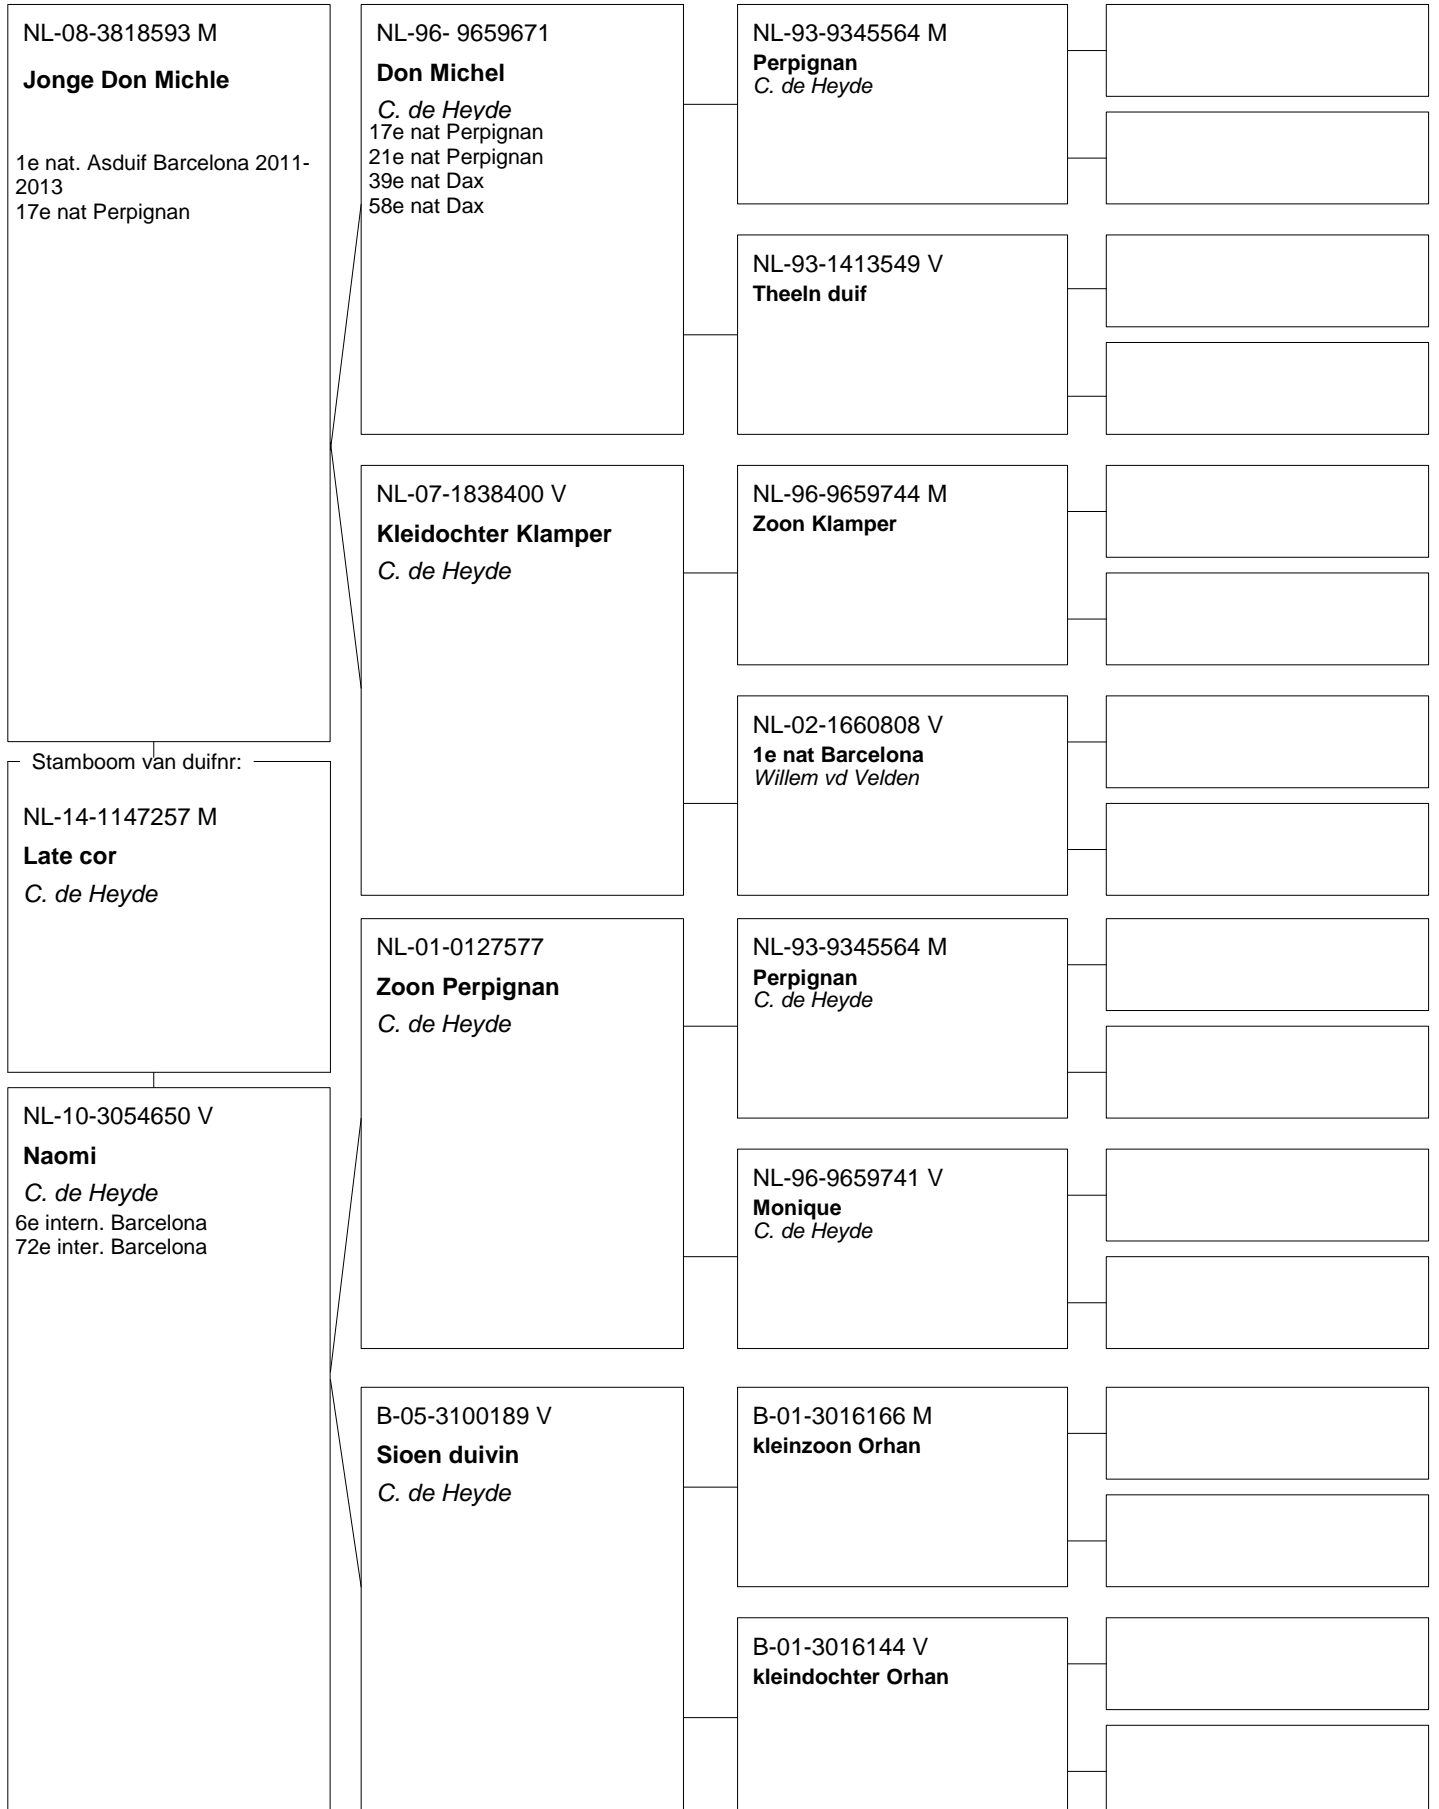 NL-08-3818593 M
Jonge Don Michle
1e nat. Asduif Barcelona 2011-
2013
17e nat Perpignan
Stamboom van duifnr:
NL-14-1147257 M
Late cor
C. de Heyde
NL-10-3054650 V
Naomi
C. de Heyde
6e intern. Barcelona
72e inter. Barcelona
NL-96- 9659671
Don Michel
C. de Heyde
17e nat Perpignan
21e nat Perpignan
39e nat Dax
58e nat Dax
NL-07-1838400 V
Kleidochter Klamper
C. de Heyde
NL-01-0127577
Zoon Perpignan
C. de Heyde
B-05-3100189 V
Sioen duivin
C. de Heyde
NL-93-9345564 M
Perpignan
C. de Heyde
NL-93-1413549 V
Theeln duif
NL-96-9659744 M
Zoon Klamper
NL-02-1660808 V
1e nat Barcelona
Willem vd Velden
NL-93-9345564 M
Perpignan
C. de Heyde
NL-96-9659741 V
Monique
C. de Heyde
B-01-3016166 M
kleinzoon Orhan
B-01-3016144 V
kleindochter Orhan